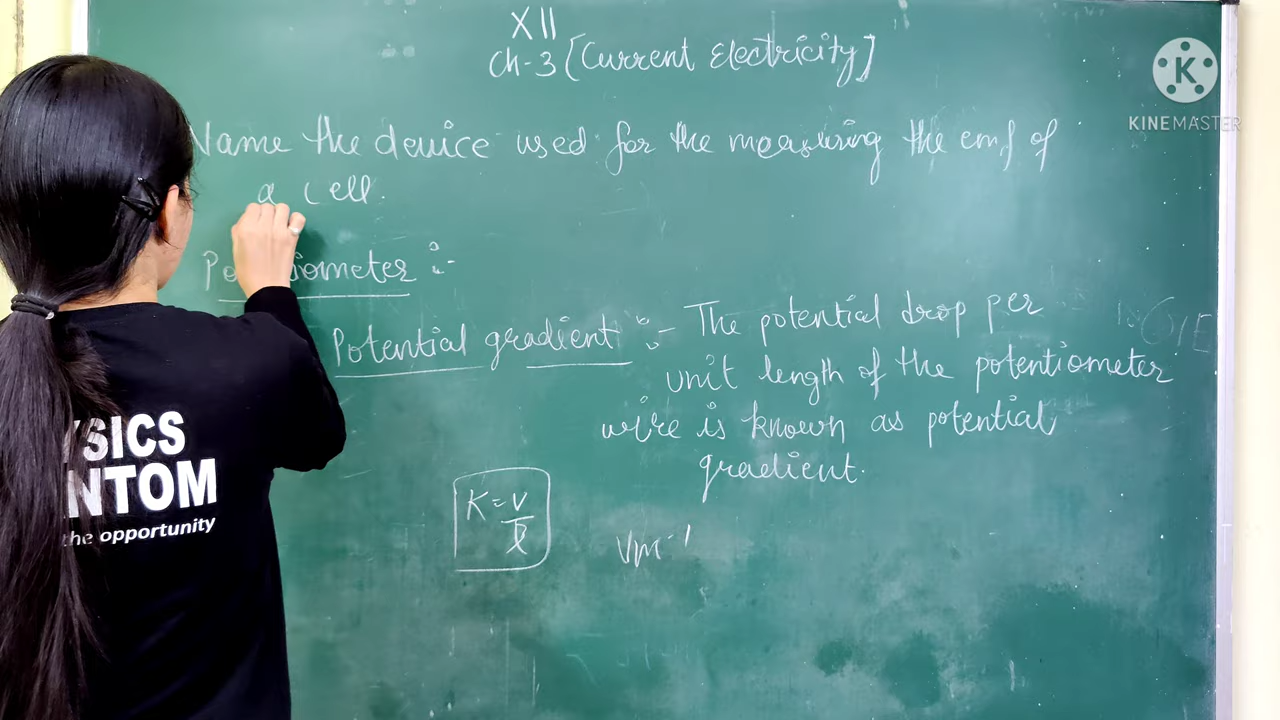 XII
Ch-3 [Current Electricity]
Name the device used for the measuring the emf of
a cell.
:-
Potential gradient :- The potential drop per
unit length of the potentiometer
wire is known as potential
gradient.
K = V
l
Vm-1
KINEMASTER
YSICS
NTOM
the opportunity